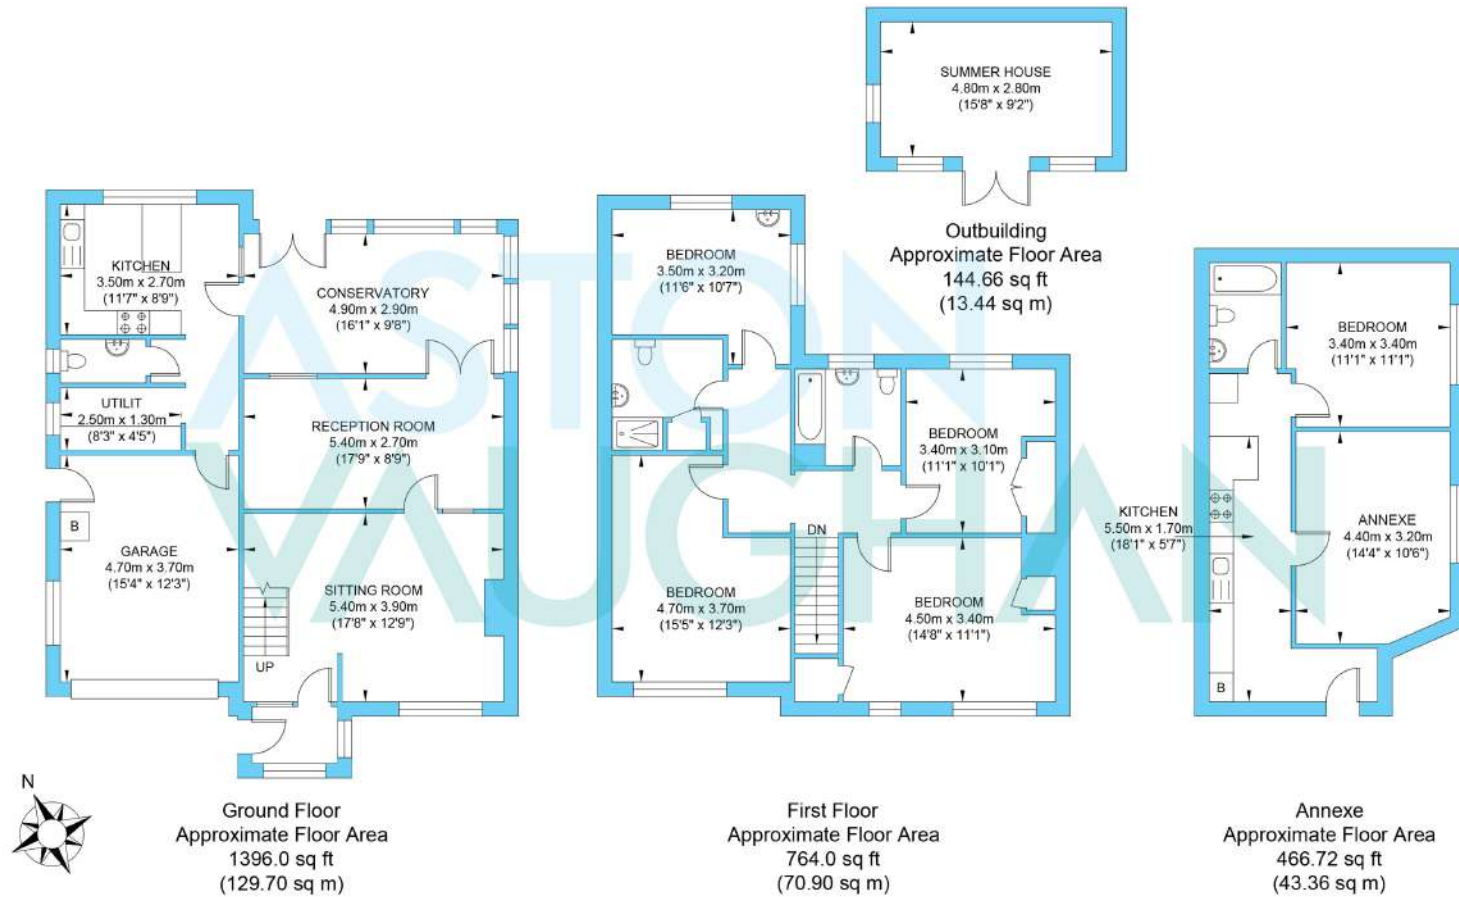 SUMMER HOUSE
4.80m x 2.80m
(15'8" x 9'2")
Outbuilding
Approximate Floor Area
144.66 sq ft
(13.44 sq m)
KITCHEN
3.50m x 2.70m
(11'7" x 8'9")
CONSERVATORY
4.90m x 2.90m
(16'1" x 9'8")
UTILIT
2.50m x 1.30m
(8'3" x 4'5")
RECEPTION ROOM
5.40m x 2.70m
(17'9" x 8'9")
B
GARAGE
4.70m x 3.70m
(15'4" x 12'3")
SITTING ROOM
5.40m x 3.90m
(17'8" x 12'9")
UP
N
Ground Floor
Approximate Floor Area
1396.0 sq ft
(129.70 sq m)
BEDROOM
3.50m x 3.20m
(11'6" x 10'7")
BEDROOM
3.40m x 3.10m
(11'1" x 10'1")
DN
BEDROOM
4.70m x 3.70m
(15'5" x 12'3")
BEDROOM
4.50m x 3.40m
(14'8" x 11'1")
First Floor
Approximate Floor Area
764.0 sq ft
(70.90 sq m)
BEDROOM
3.40m x 3.40m
(11'1" x 11'1")
KITCHEN
5.50m x 1.70m
(18'1" x 5'7")
ANNEXE
4.40m x 3.20m
(14'4" x 10'6")
B
Annexe
Approximate Floor Area
466.72 sq ft
(43.36 sq m)
ASTON
VAUGHAN